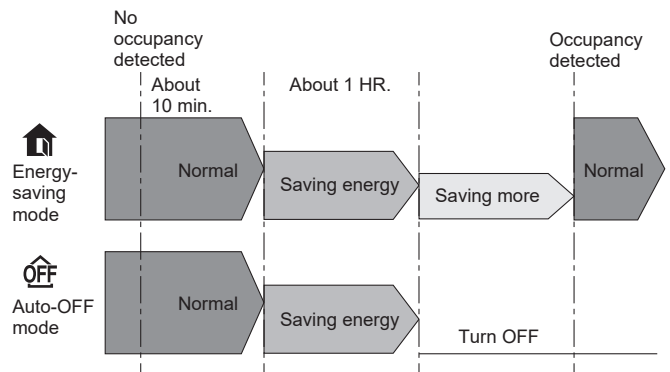 No
occupancy
detected
About
10 min.
About 1 HR.
Occupancy
detected
Energy-
saving
mode
Normal
Saving energy
Saving more
Normal
OFF
Auto-OFF
mode
Normal
Saving energy
Turn OFF